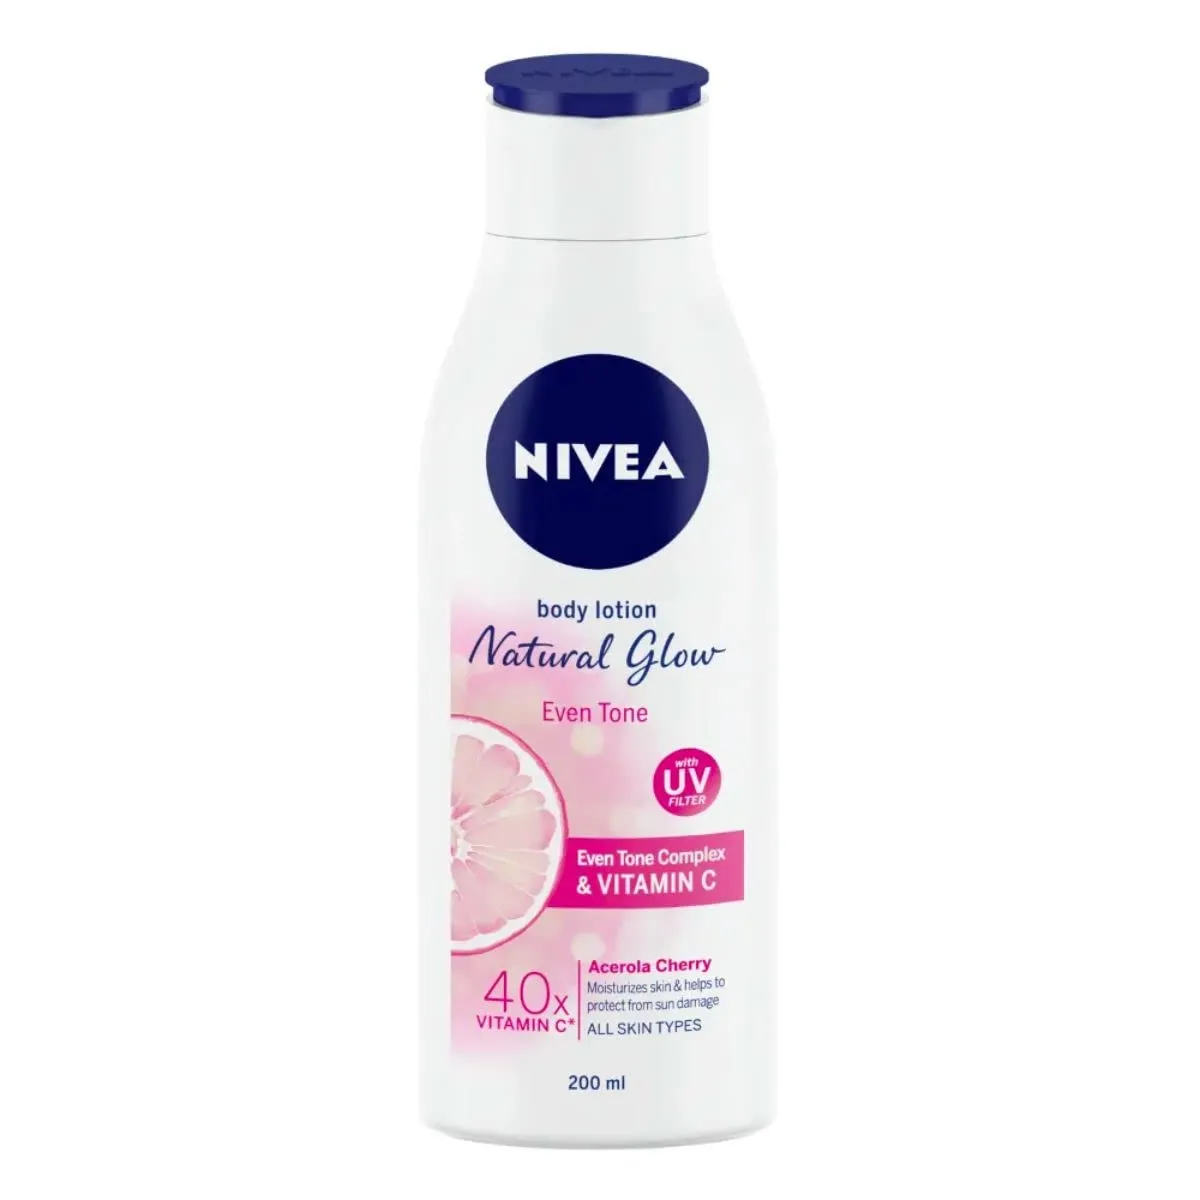 NIVEA
NIVEA
body lotion
Natural Glow
Even Tone
with
UV
FILTER
Even Tone Complex
& VITAMIN C
40x
VITAMIN C*
Acerola Cherry
Moisturizes skin & helps to
protect from sun damage
ALL SKIN TYPES
200 ml